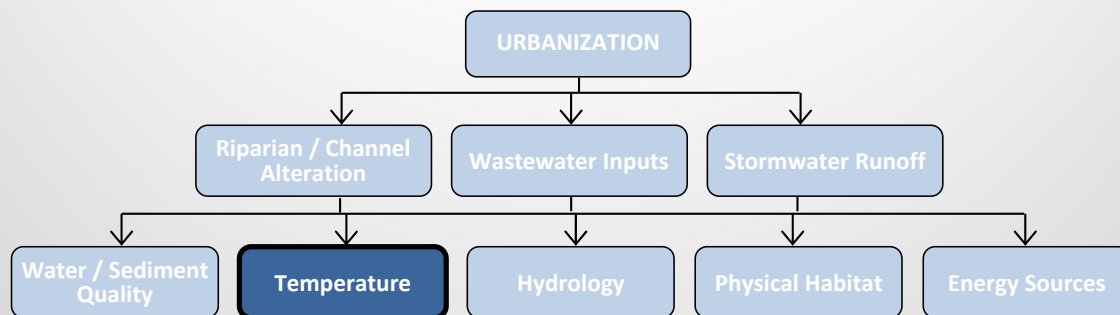 URBANIZATION
Riparian / Channel
Alteration
Wastewater Inputs
Stormwater Runoff
Water / Sediment
Quality
Temperature
Hydrology
Physical Habitat
Energy Sources